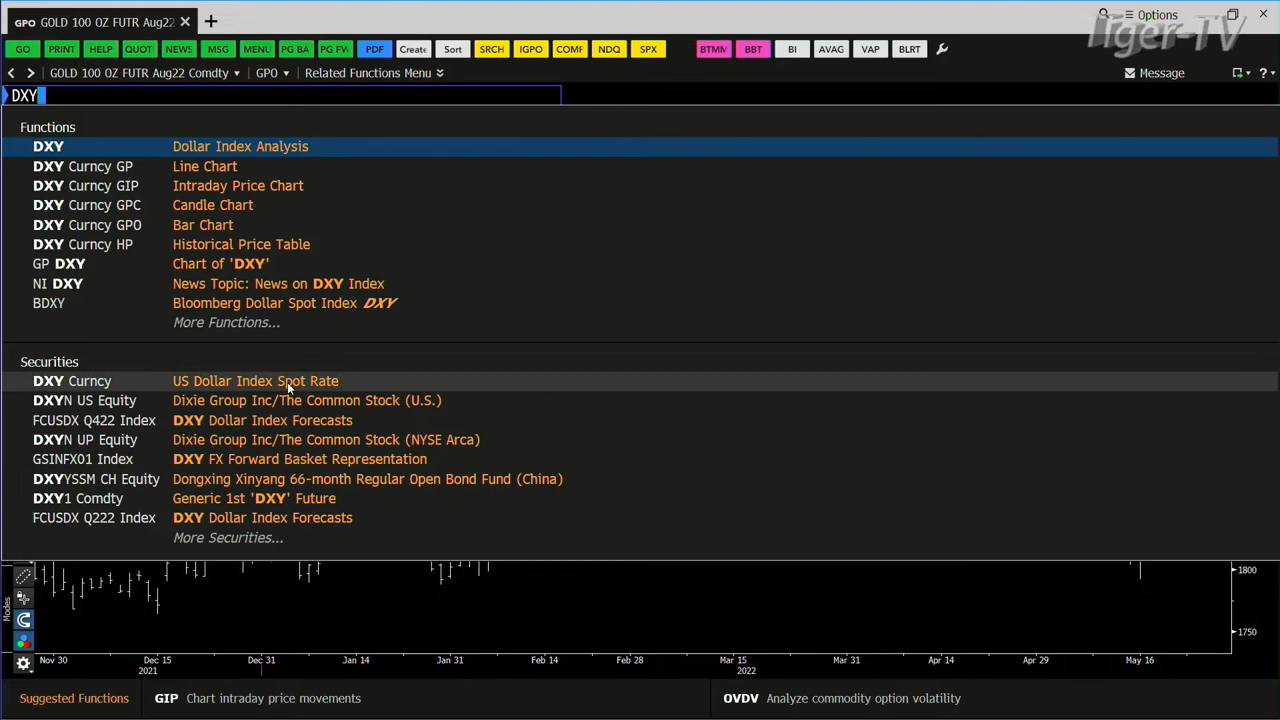 GPO GOLD 100 OZ FUTR Aug22 × +
Options
Tiger-TV
GO PRINT HELP QUOT NEWS MSG MENU PG BA PG FW PDF Create Sort SRCH IGPO COMF NDQ SPX BTMM BBT BI AVAG VAP BLRT
< > GOLD 100 OZ FUTR Aug22 Comdty GPO Related Functions Menu Message ?
DXY
Functions
DXY Dollar Index Analysis
DXY Curncy GP Line Chart
DXY Curncy GIP Intraday Price Chart
DXY Curncy GPC Candle Chart
DXY Curncy GPO Bar Chart
DXY Curncy HP Historical Price Table
GP DXY Chart of 'DXY'
NI DXY News Topic: News on DXY Index
BDXY Bloomberg Dollar Spot Index DXY
More Functions...
Securities
DXY Curncy US Dollar Index Spot Rate
DXYN US Equity Dixie Group Inc/The Common Stock (U.S.)
FCUSDX Q422 Index DXY Dollar Index Forecasts
DXYN UP Equity Dixie Group Inc/The Common Stock (NYSE Arca)
GSINFX01 Index DXY FX Forward Basket Representation
DXYYSSM CH Equity Dongxing Xinyang 66-month Regular Open Bond Fund (China)
DXY1 Comdty Generic 1st 'DXY' Future
FCUSDX Q222 Index DXY Dollar Index Forecasts
More Securities...
1800
Modes
1750
Nov 30 Dec 15 Dec 31 Jan 14 Jan 31 Feb 14 Feb 28 Mar 15 Mar 31 Apr 14 Apr 29 May 16
2021 2022
Suggested Functions GIP Chart intraday price movements OVDV Analyze commodity option volatility